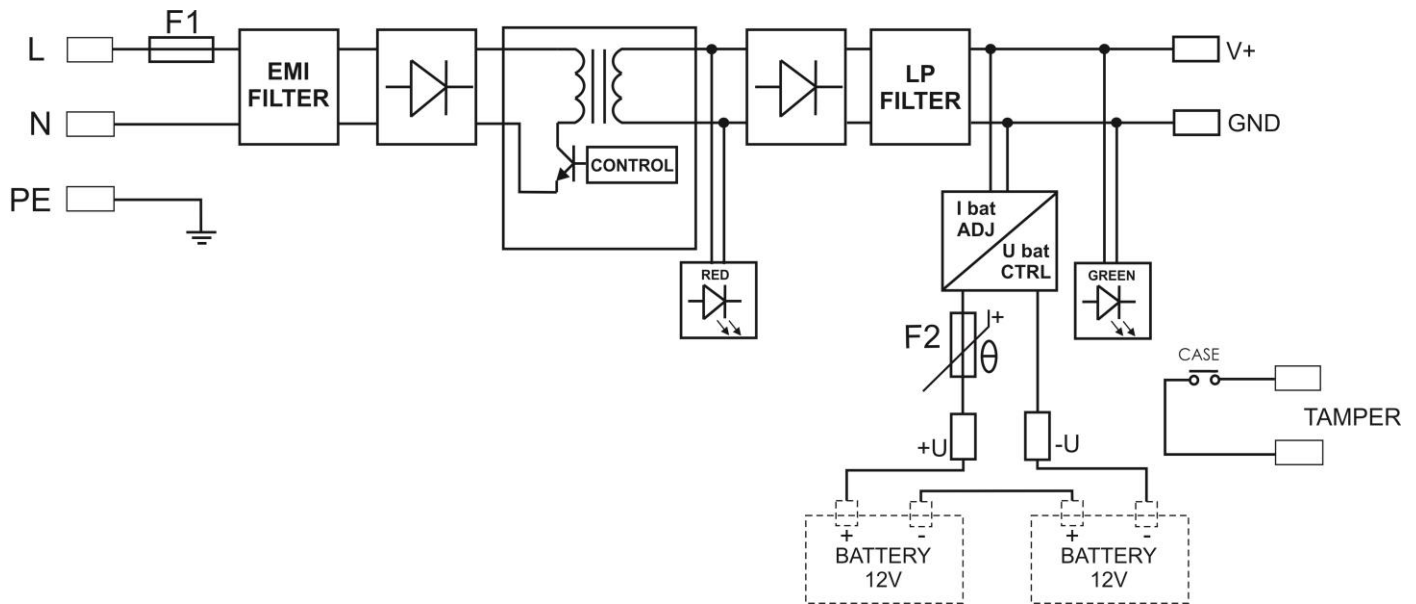 F1
L
EMI
FILTER
LP
FILTER
V+
N
GND
CONTROL
PE
I bat
ADJ
U bat
CTRL
RED
GREEN
F2
I+
θ
CASE
TAMPER
+U
-U
+
-
+
-
BATTERY
12V
BATTERY
12V